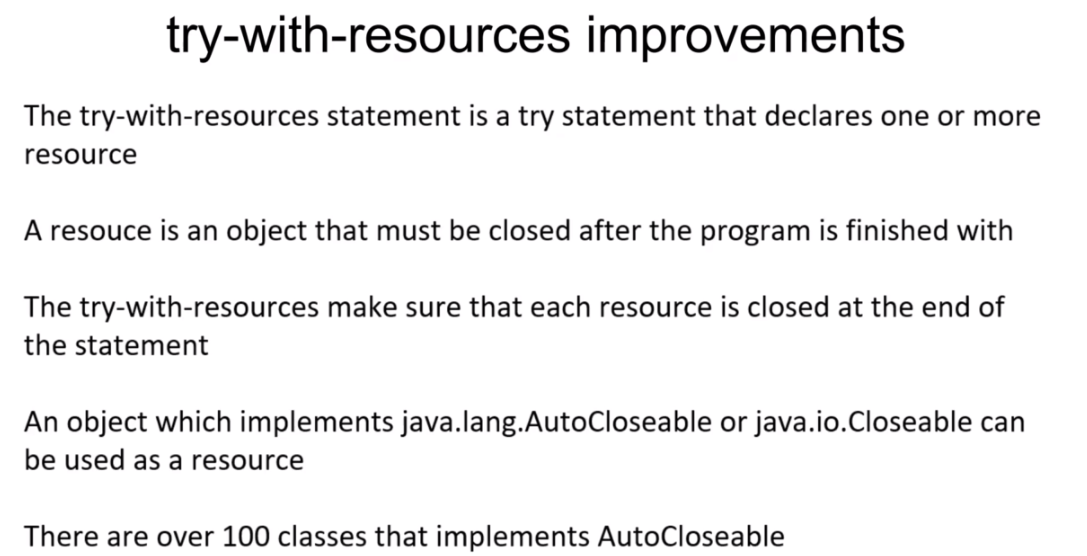 try-with-resources improvements
The try-with-resources statement is a try statement that declares one or more
resource
A resouce is an object that must be closed after the program is finished with
The try-with-resources make sure that each resource is closed at the end of
the statement
An object which implements java.lang.AutoCloseable or java.io.Closeable can
be used as a resource
There are over 100 classes that implements AutoCloseable